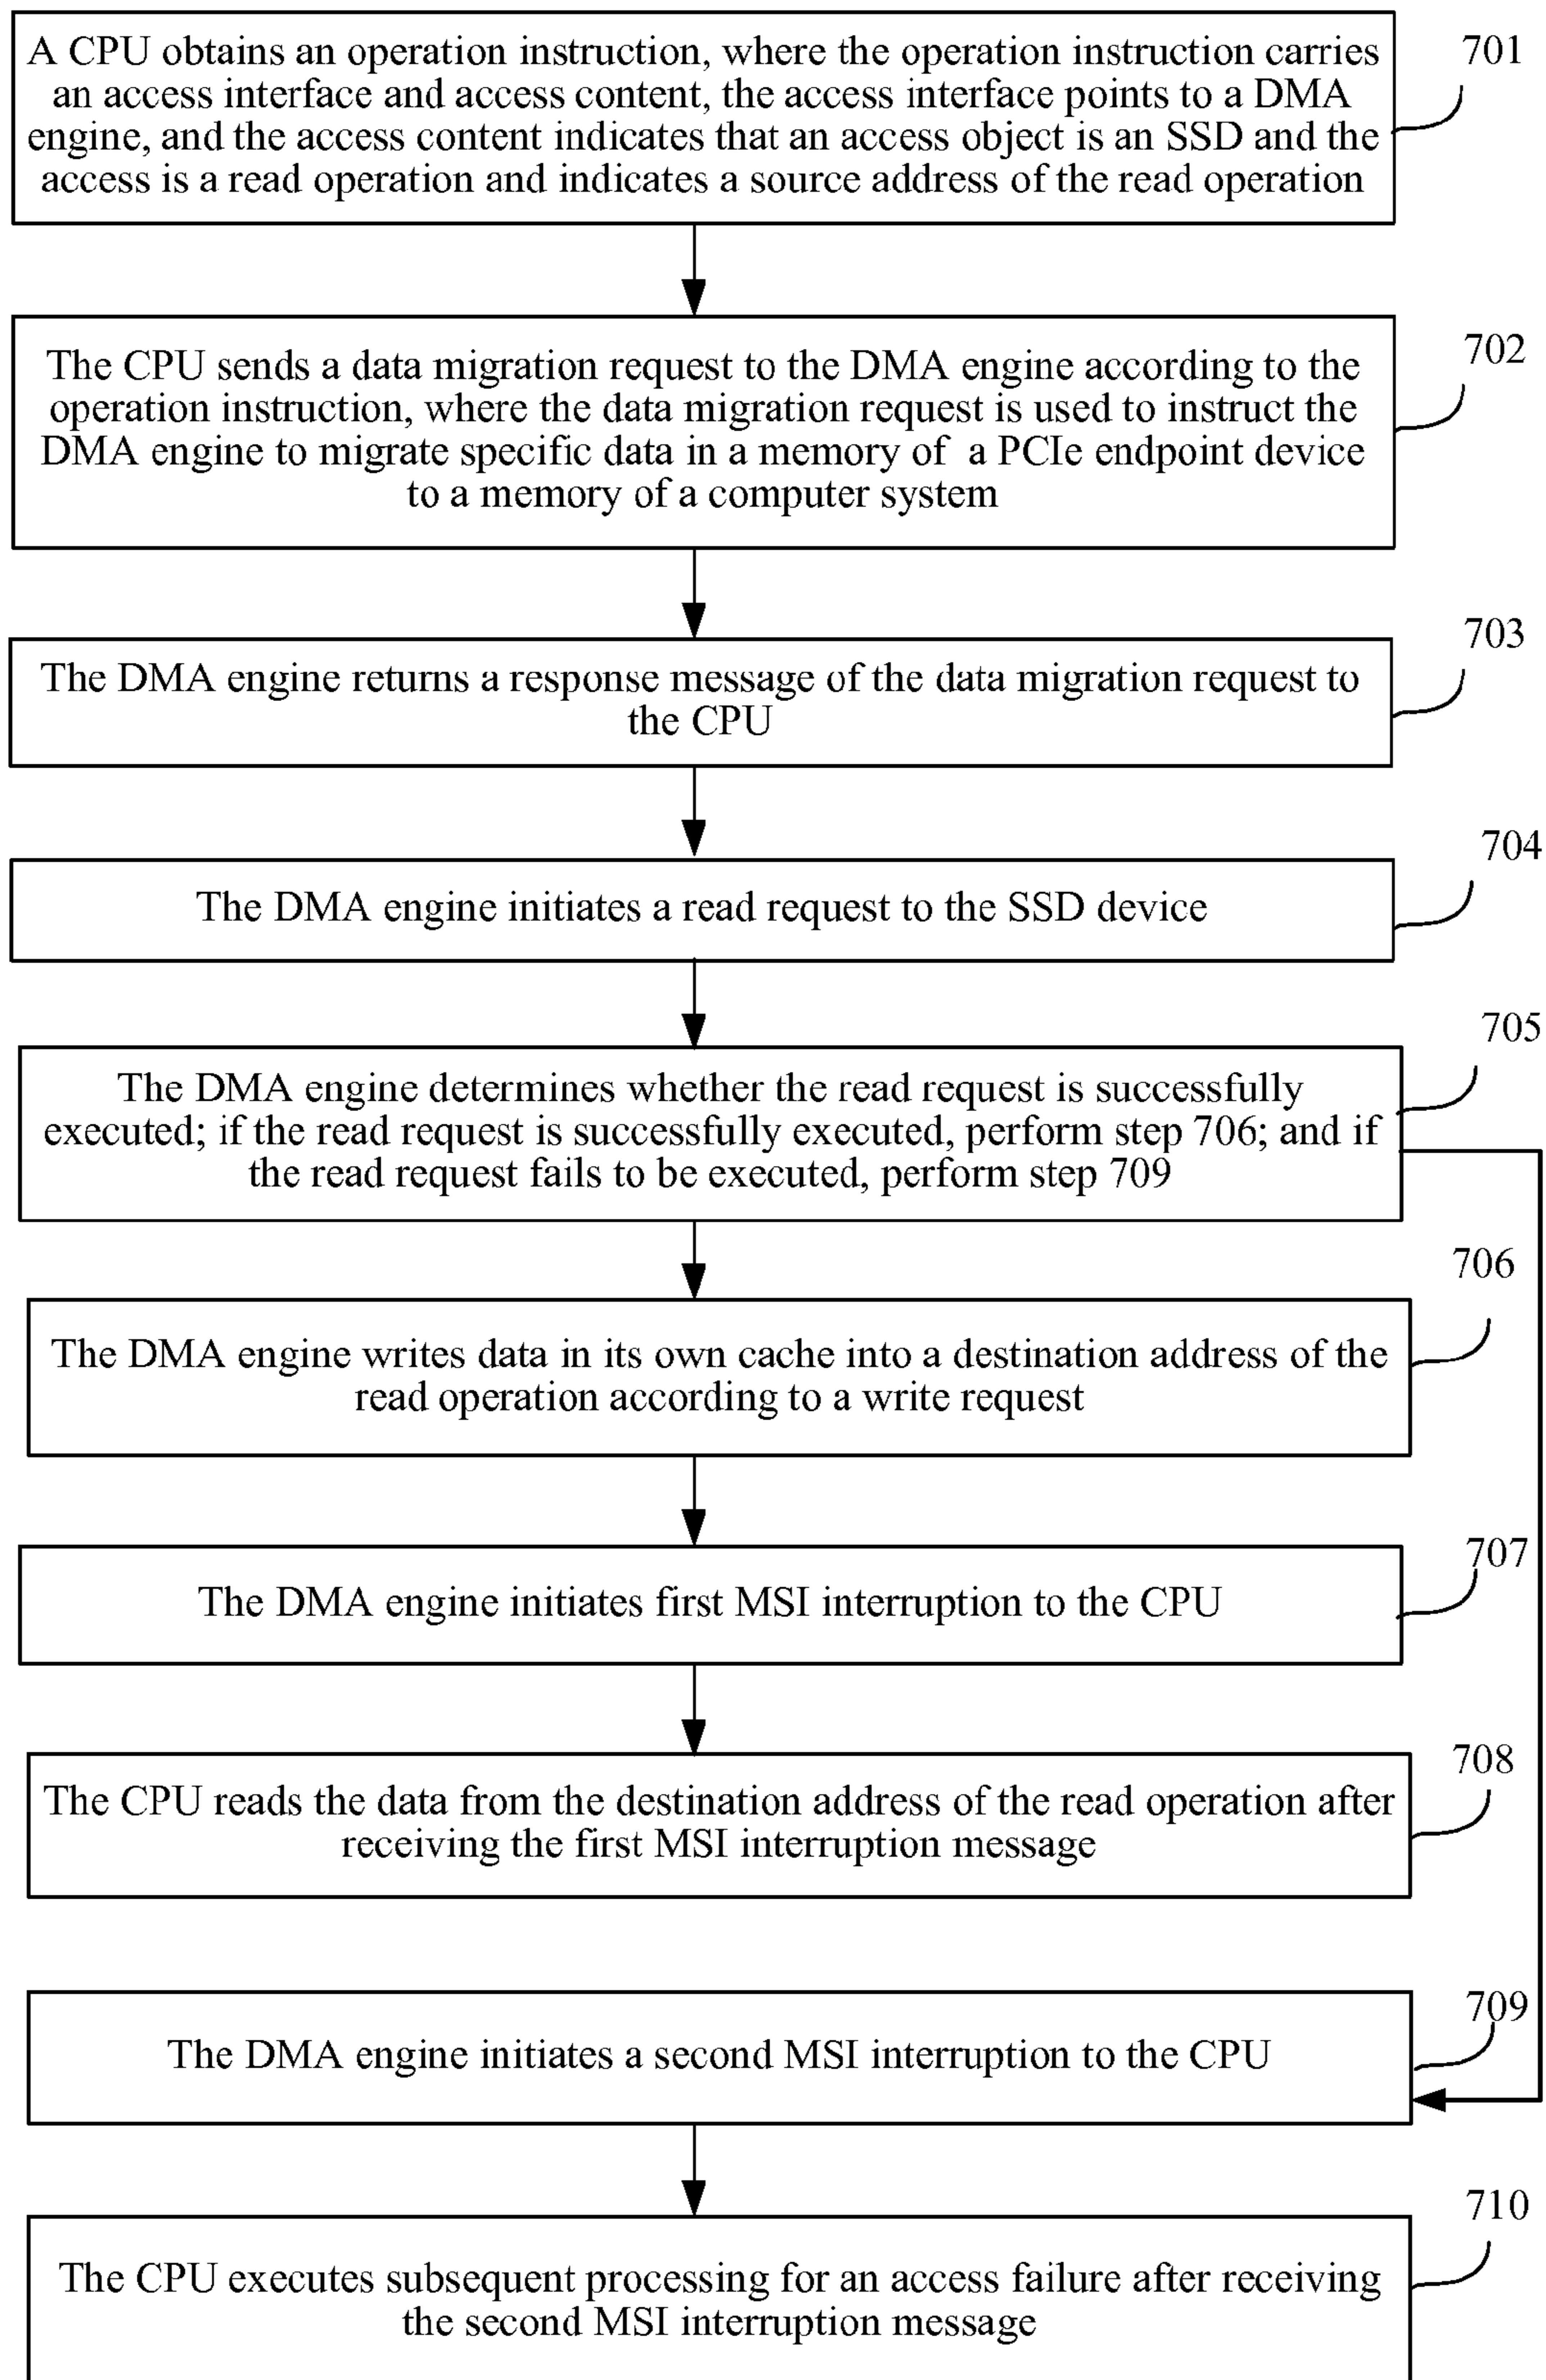 A CPU obtains an operation instruction, where the operation instruction carries
an access interface and access content, the access interface points to a DMA
engine, and the access content indicates that an access object is an SSD and the
access is a read operation and indicates a source address of the read operation
701
The CPU sends a data migration request to the DMA engine according to the
operation instruction, where the data migration request is used to instruct the
DMA engine to migrate specific data in a memory of a PCIe endpoint device
to a memory of a computer system
702
The DMA engine returns a response message of the data migration request to
the CPU
703
The DMA engine initiates a read request to the SSD device
704
The DMA engine determines whether the read request is successfully
executed; if the read request is successfully executed, perform step 706; and if
the read request fails to be executed, perform step 709
705
The DMA engine writes data in its own cache into a destination address of the
read operation according to a write request
706
The DMA engine initiates first MSI interruption to the CPU
707
The CPU reads the data from the destination address of the read operation after
receiving the first MSI interruption message
708
The DMA engine initiates a second MSI interruption to the CPU
709
The CPU executes subsequent processing for an access failure after receiving
the second MSI interruption message
710